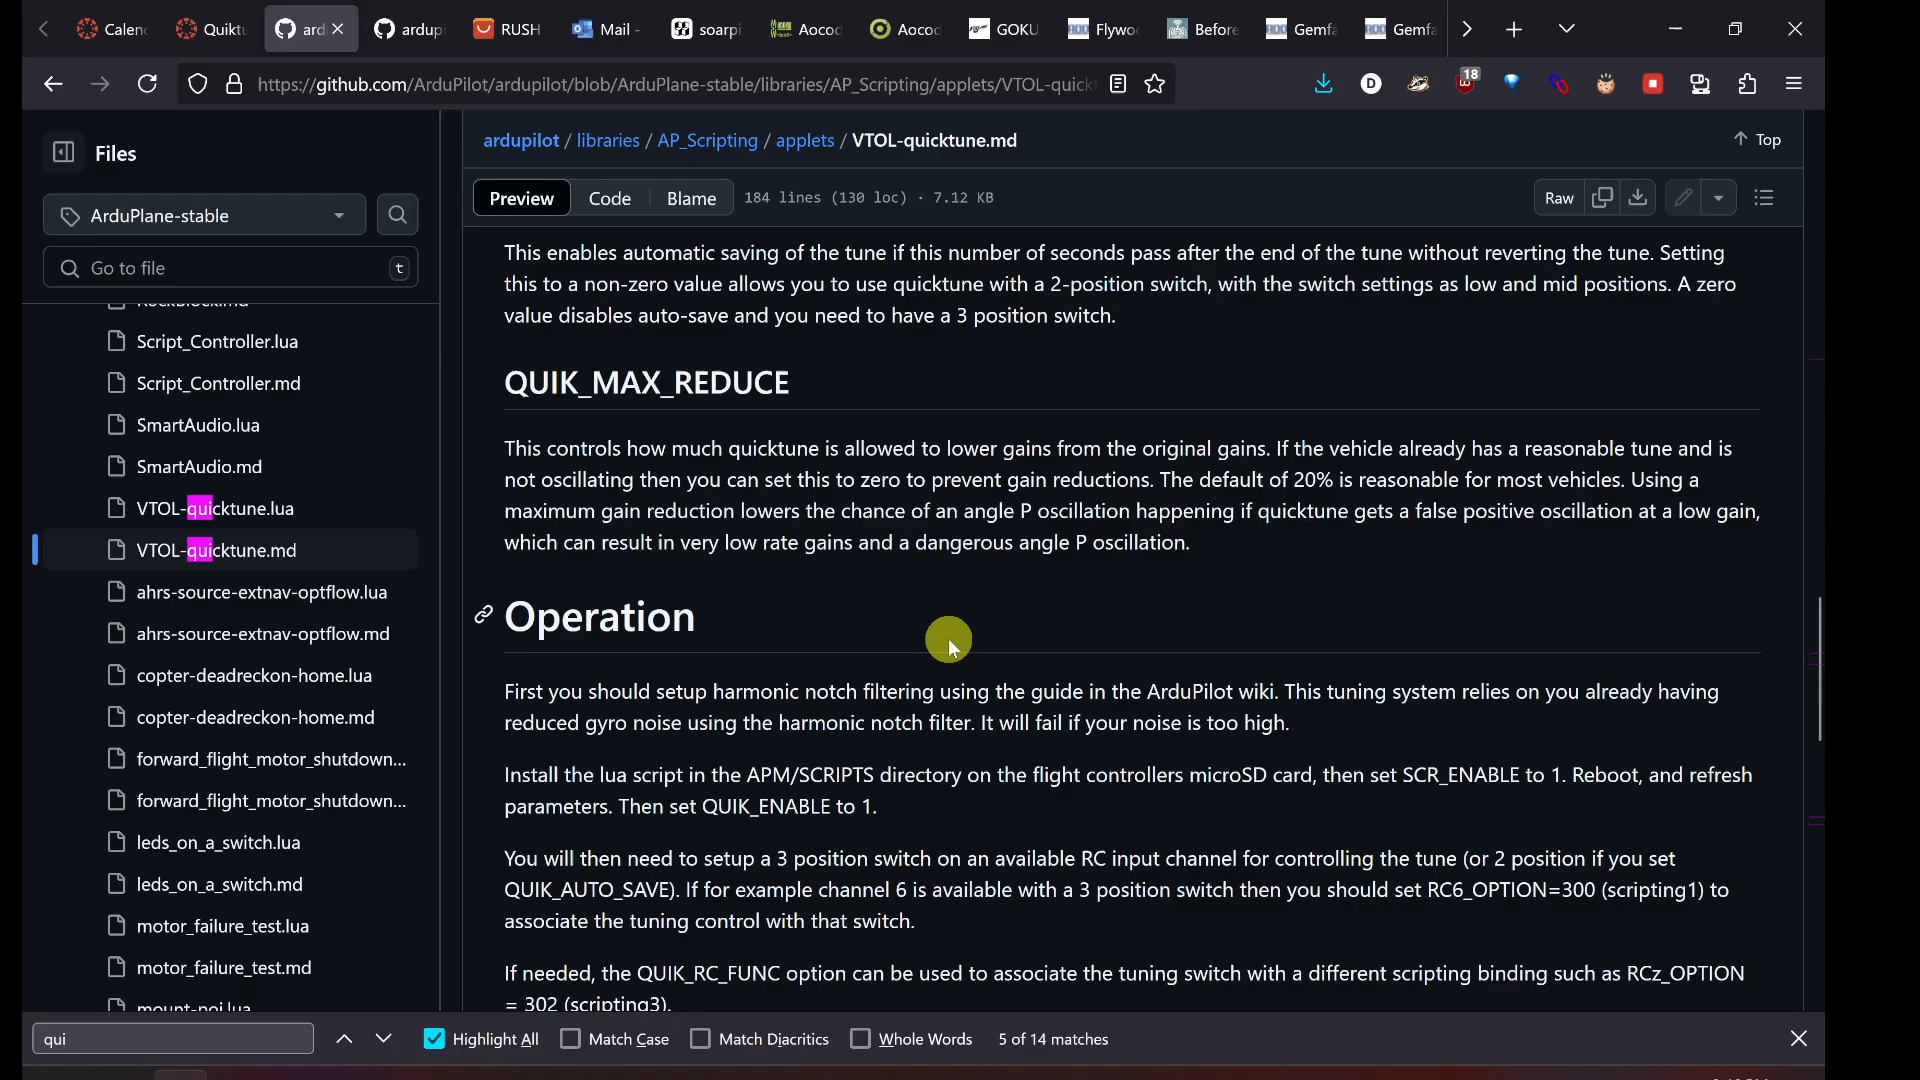 Calen
Quiktu
ard
ardup
RUSH
Mail -
soarpi
Aocod
Aocod
GOKU
Flywo
Before
Gemfa
Gemfa
https://github.com/ArduPilot/ardupilot/blob/ArduPlane-stable/libraries/AP_Scripting/applets/VTOL-quickt
18
Files
ArduPlane-stable
Go to file
t
Script_Controller.lua
Script_Controller.md
SmartAudio.lua
SmartAudio.md
VTOL-quicktune.lua
VTOL-quicktune.md
ahrs-source-extnav-optflow.lua
ahrs-source-extnav-optflow.md
copter-deadreckon-home.lua
copter-deadreckon-home.md
forward_flight_motor_shutdown...
forward_flight_motor_shutdown...
leds_on_a_switch.lua
leds_on_a_switch.md
motor_failure_test.lua
motor_failure_test.md
mount-poi.lua
ardupilot / libraries / AP_Scripting / applets / VTOL-quicktune.md
Top
Preview Code Blame 184 lines (130 loc) · 7.12 KB
Raw
This enables automatic saving of the tune if this number of seconds pass after the end of the tune without reverting the tune. Setting
this to a non-zero value allows you to use quicktune with a 2-position switch, with the switch settings as low and mid positions. A zero
value disables auto-save and you need to have a 3 position switch.
QUIK_MAX_REDUCE
This controls how much quicktune is allowed to lower gains from the original gains. If the vehicle already has a reasonable tune and is
not oscillating then you can set this to zero to prevent gain reductions. The default of 20% is reasonable for most vehicles. Using a
maximum gain reduction lowers the chance of an angle P oscillation happening if quicktune gets a false positive oscillation at a low gain,
which can result in very low rate gains and a dangerous angle P oscillation.
Operation
First you should setup harmonic notch filtering using the guide in the ArduPilot wiki. This tuning system relies on you already having
reduced gyro noise using the harmonic notch filter. It will fail if your noise is too high.
Install the lua script in the APM/SCRIPTS directory on the flight controllers microSD card, then set SCR_ENABLE to 1. Reboot, and refresh
parameters. Then set QUIK_ENABLE to 1.
You will then need to setup a 3 position switch on an available RC input channel for controlling the tune (or 2 position if you set
QUIK_AUTO_SAVE). If for example channel 6 is available with a 3 position switch then you should set RC6_OPTION=300 (scripting1) to
associate the tuning control with that switch.
If needed, the QUIK_RC_FUNC option can be used to associate the tuning switch with a different scripting binding such as RCz_OPTION
= 302 (scripting3).
qui
Highlight All
Match Case
Match Diacritics
Whole Words
5 of 14 matches